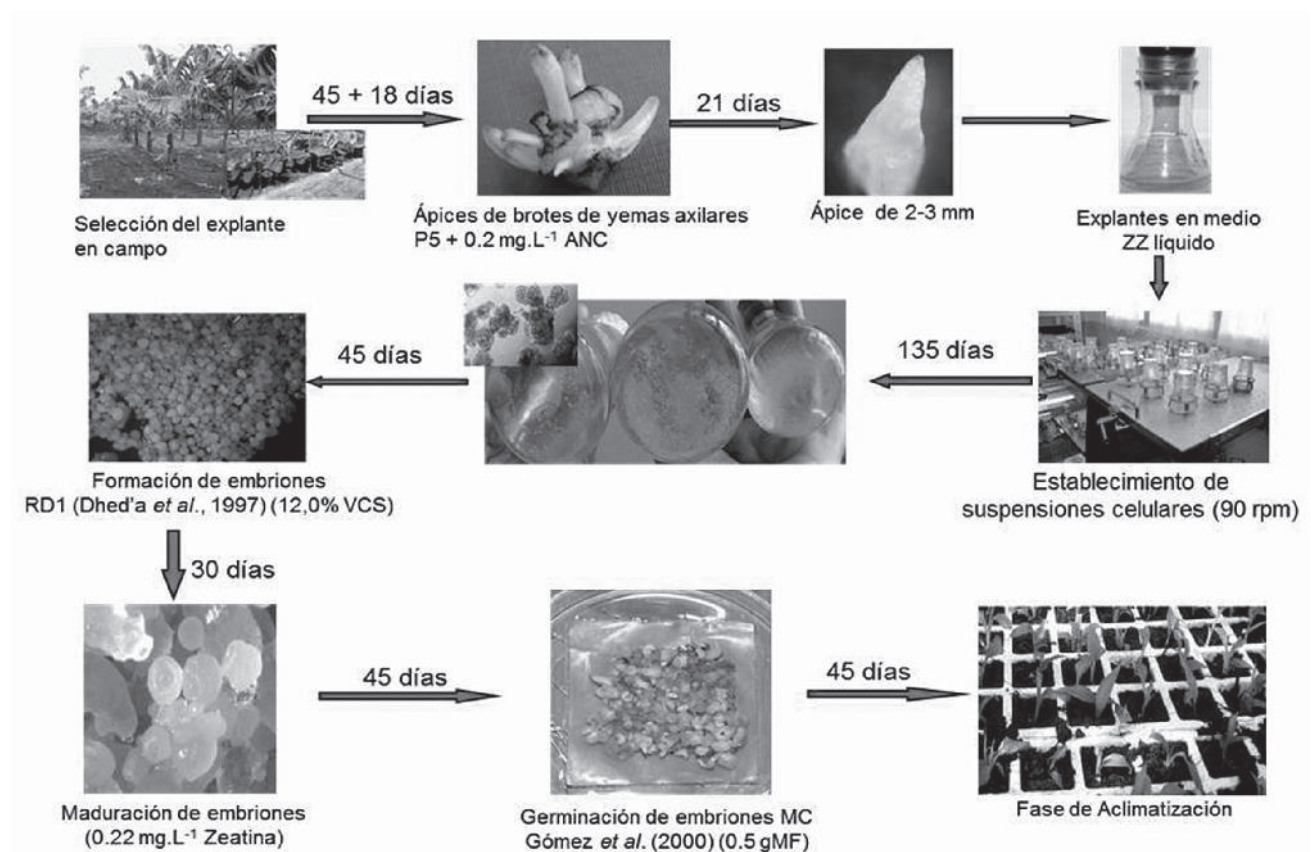 45 + 18 días
21 días
Selección del explante
en campo
Ápices de brotes de yemas axilares
P5 + 0.2 mg.L⁻¹ ANC
Ápice de 2-3 mm
Explantes en medio
ZZ líquido
135 días
45 días
Establecimiento de
suspensiones celulares (90 rpm)
Formación de embriones
RD1 (Dhed'a et al., 1997) (12,0% VCS)
30 días
45 días
45 días
Maduración de embriones
(0.22 mg.L⁻¹ Zeatina)
Germinación de embriones MC
Gómez et al. (2000) (0.5 gMF)
Fase de Aclimatización